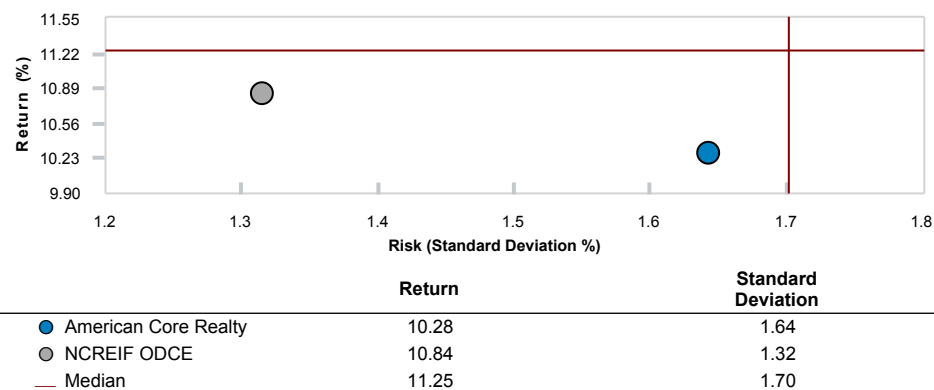 11.55
11.22
10.89
10.56
10.23
9.90
Return (%)
1.2 1.3 1.4 1.5 1.6 1.7 1.8
Risk (Standard Deviation %)
Return Standard Deviation
American Core Realty 10.28 1.64
NCREIF ODCE 10.84 1.32
Median 11.25 1.70